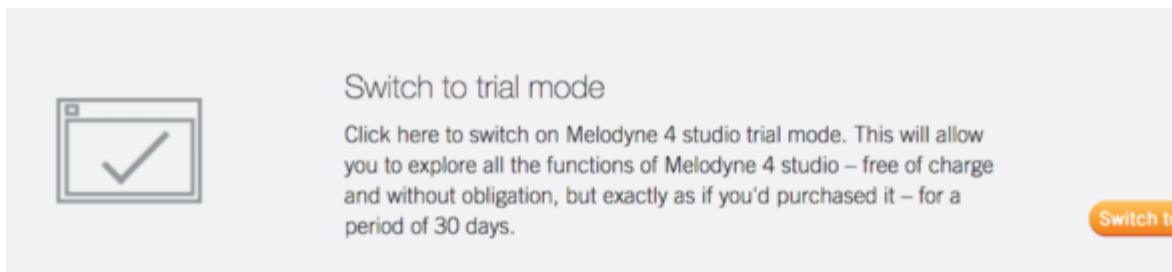 Switch to trial mode
Click here to switch on Melodyne 4 studio trial mode. This will allow
you to explore all the functions of Melodyne 4 studio – free of charge
and without obligation, but exactly as if you'd purchased it – for a
period of 30 days.
Switch t